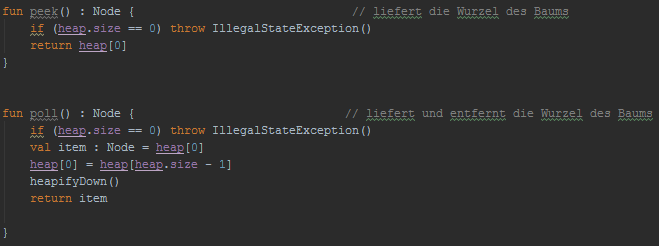 fun peek() : Node { // liefert die Wurzel des Baums
if (heap.size == 0) throw IllegalStateException()
return heap[0]
}
fun poll() : Node { // liefert und entfernt die Wurzel des Baums
if (heap.size == 0) throw IllegalStateException()
val item : Node = heap[0]
heap[0] = heap[heap.size - 1]
heapifyDown()
return item
}